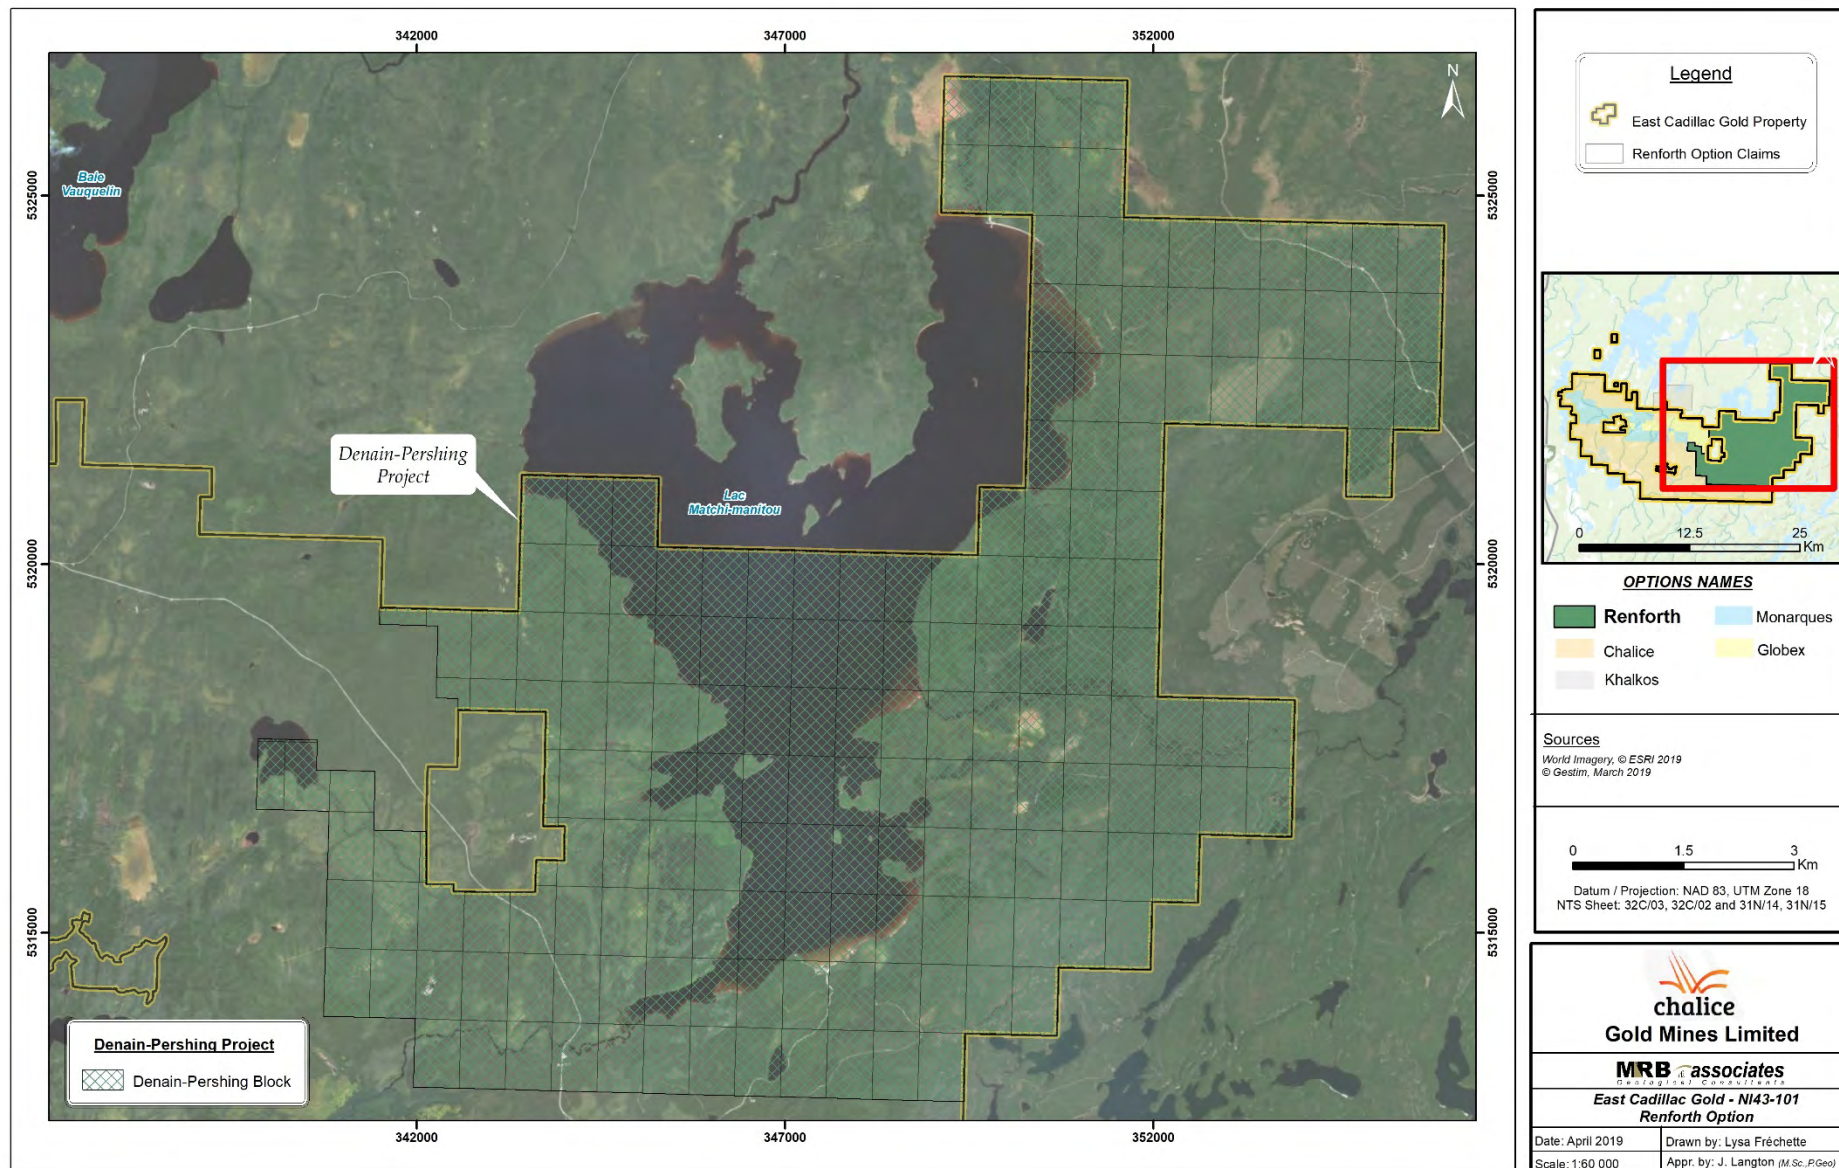 342000
347000
352000
5325000
5320000
5315000
5325000
5320000
5315000
342000
347000
352000
N
Baie
Vauquelin
Denain-Pershing
Project
Lac
Matchi-manitou
Denain-Pershing Project
Denain-Pershing Block
Legend
East Cadillac Gold Property
Renforth Option Claims
0 12.5 25
Km
OPTIONS NAMES
Renforth
Monarques
Chalice
Globex
Khalkos
Sources
World Imagery, © ESRI 2019
© Gestim, March 2019
0 1.5 3
Km
Datum / Projection: NAD 83, UTM Zone 18
NTS Sheet: 32C/03, 32C/02 and 31N/14, 31N/15
chalice
Gold Mines Limited
MRB & associates
Geological Consultants
East Cadillac Gold - NI43-101
Renforth Option
Date: April 2019
Drawn by: Lysa Fréchette
Scale: 1:60 000
Appr. by: J. Langton (M.Sc.,P.Geo)